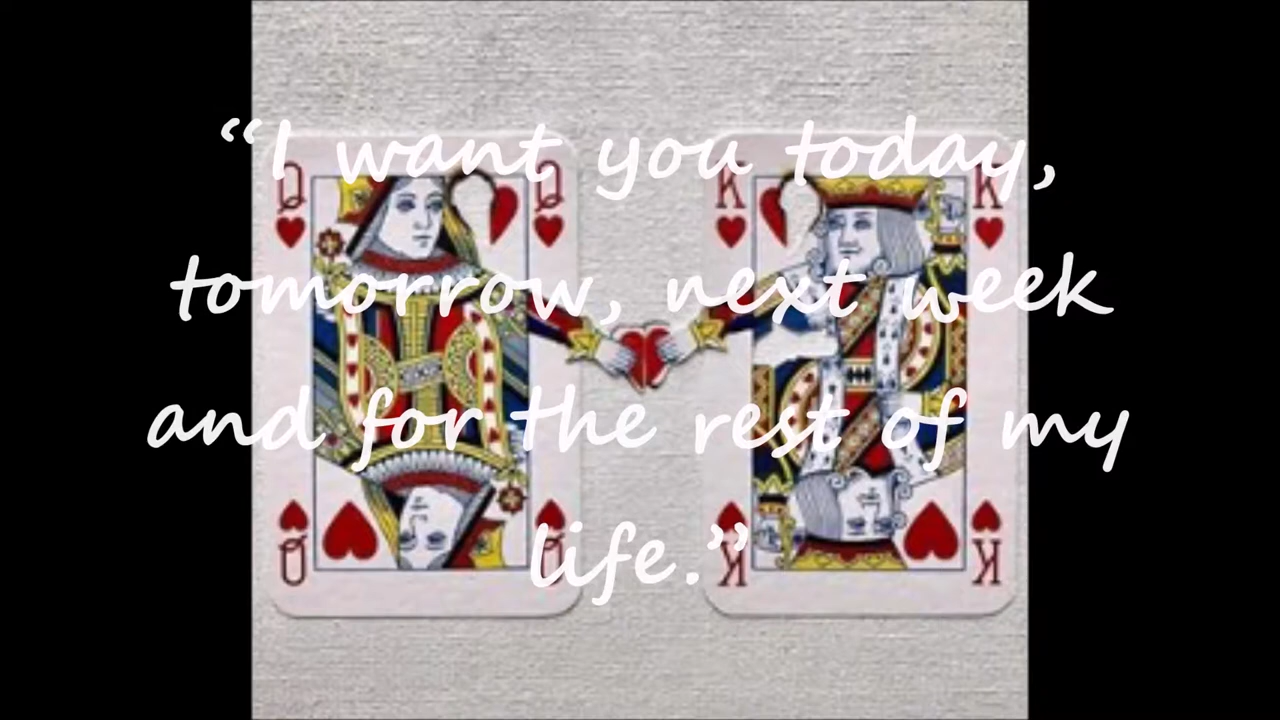 “I want you today,
Q Q K K
tomorrow, next week
and for the rest of my
life.”
Q Q K K